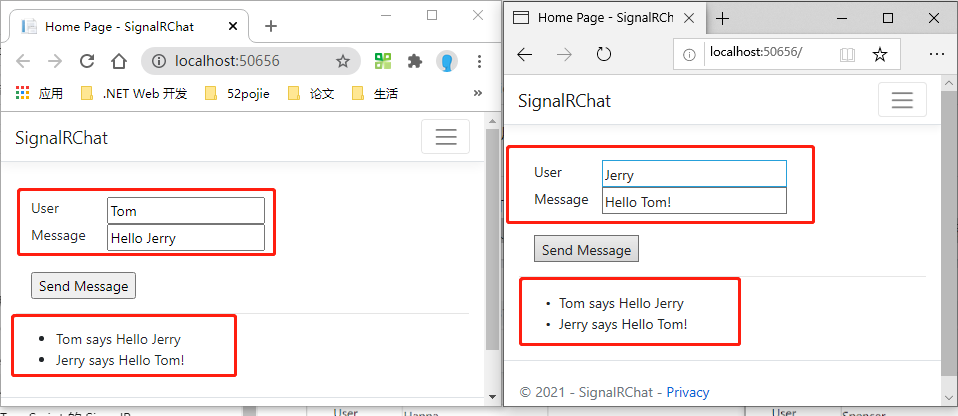 Home Page - SignalRChat
localhost:50656
应用
.NET Web 开发
52pojie
论文
生活
»
SignalRChat
User
Tom
Message
Hello Jerry
Send Message
• Tom says Hello Jerry
• Jerry says Hello Tom!
Home Page - SignalRCh
localhost:50656/
SignalRChat
User
Jerry
Message
Hello Tom!
Send Message
• Tom says Hello Jerry
• Jerry says Hello Tom!
© 2021 - SignalRChat - Privacy
User
User